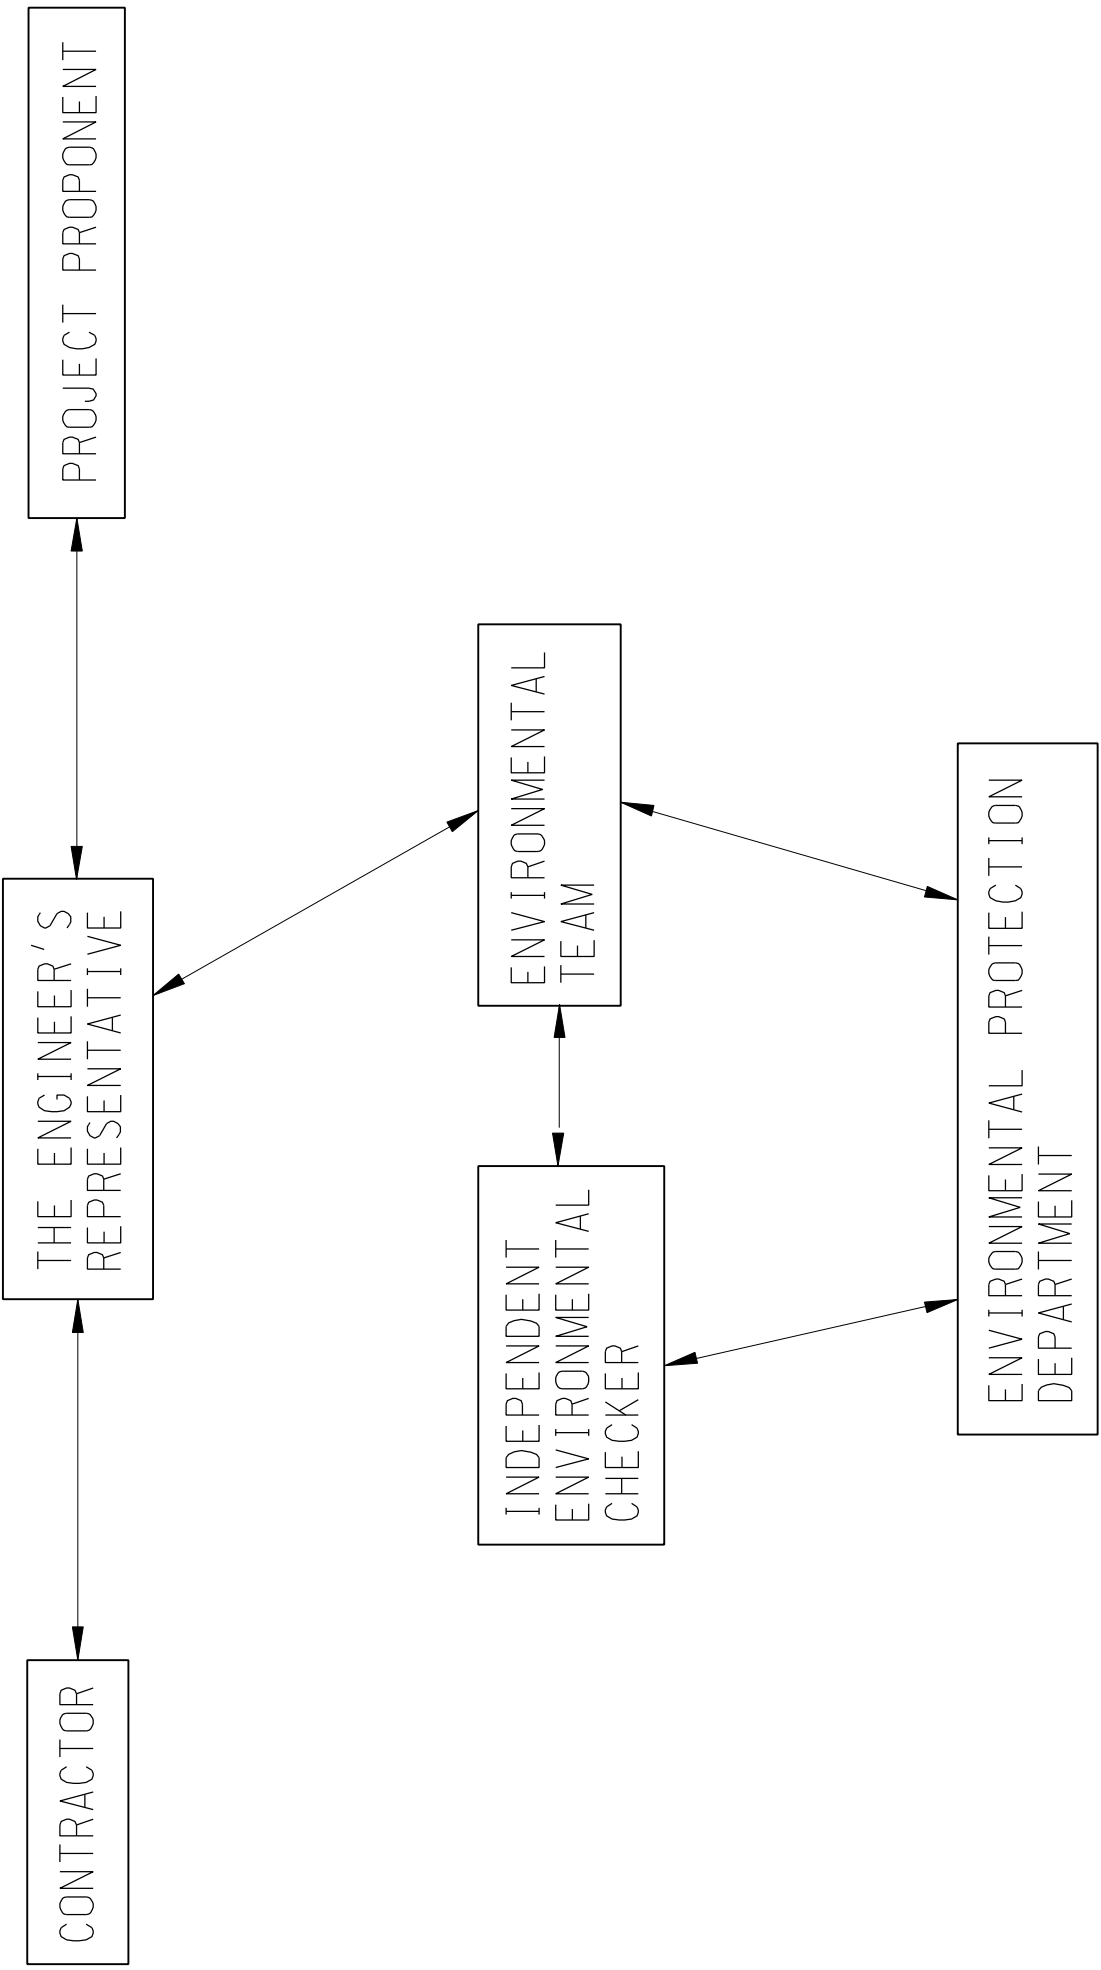 CONTRACTOR
THE ENGINEER'S
REPRESENTATIVE
PROJECT PROPONENT
INDEPENDENT
ENVIRONMENTAL
CHECKER
ENVIRONMENTAL
TEAM
ENVIRONMENTAL PROTECTION
DEPARTMENT